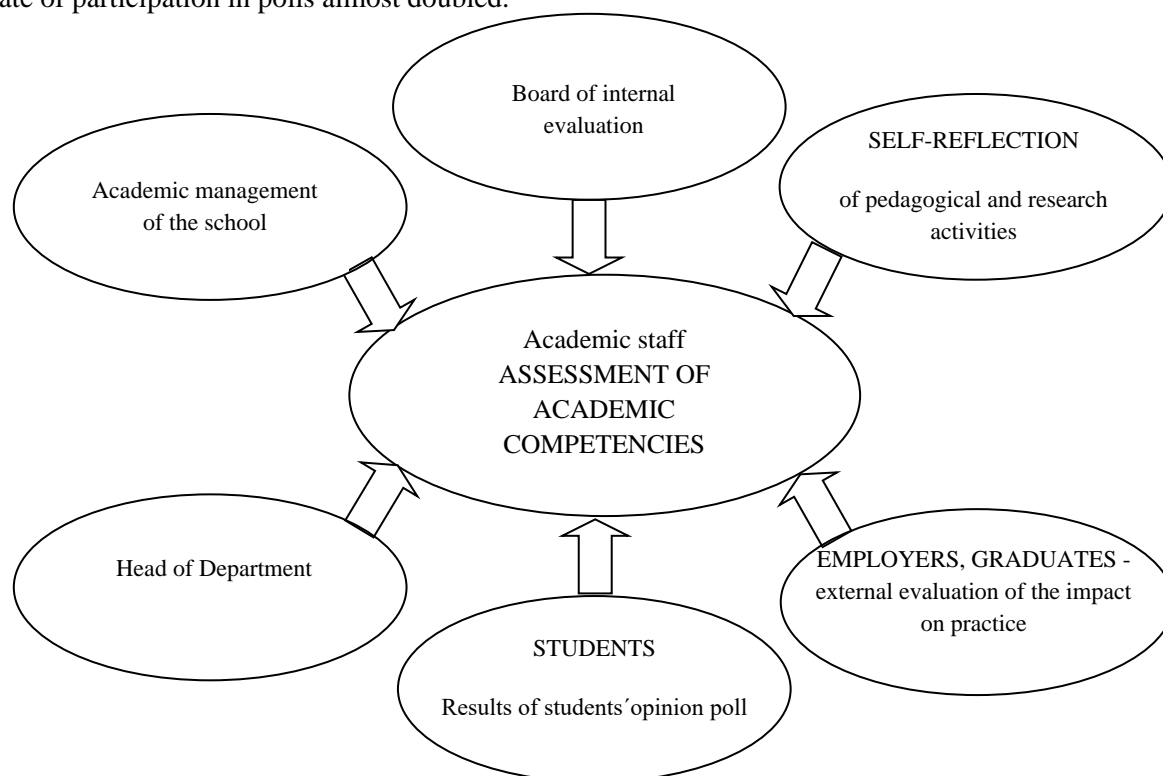 ate of participation in polls almost doubled.
Board of internal
evaluation
SELF-REFLECTION
of pedagogical and research
activities
Academic management
of the school
Academic staff
ASSESSMENT OF
ACADEMIC
COMPETENCIES
Head of Department
EMPLOYERS, GRADUATES -
external evaluation of the impact
on practice
STUDENTS
Results of students´opinion poll